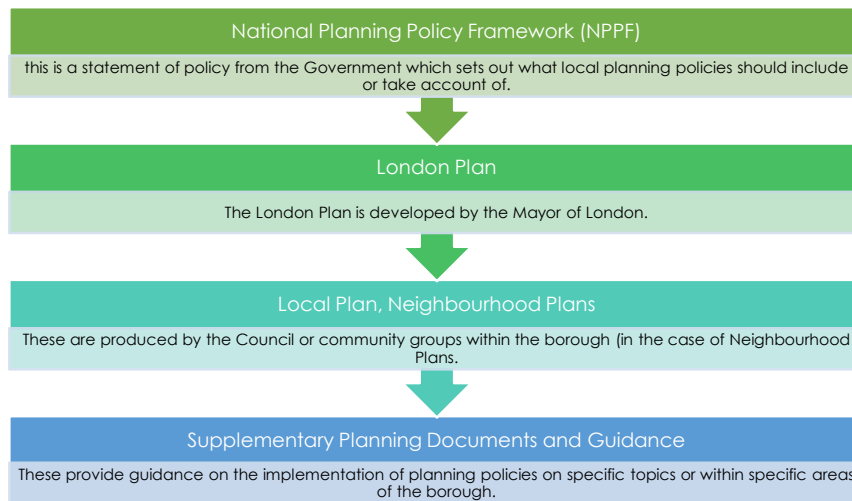 National Planning Policy Framework (NPPF)
this is a statement of policy from the Government which sets out what local planning policies should include
or take account of.
London Plan
The London Plan is developed by the Mayor of London.
Local Plan, Neighbourhood Plans
These are produced by the Council or community groups within the borough (in the case of Neighbourhood
Plans.
Supplementary Planning Documents and Guidance
These provide guidance on the implementation of planning policies on specific topics or within specific areas
of the borough.